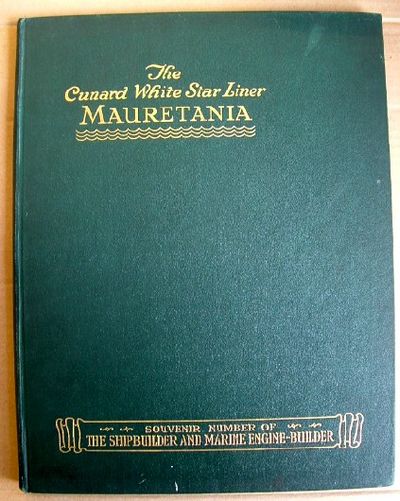 The
Cunard White Star Liner
MAURETANIA
SOUVENIR NUMBER OF
THE SHIPBUILDER AND MARINE ENGINE-BUILDER